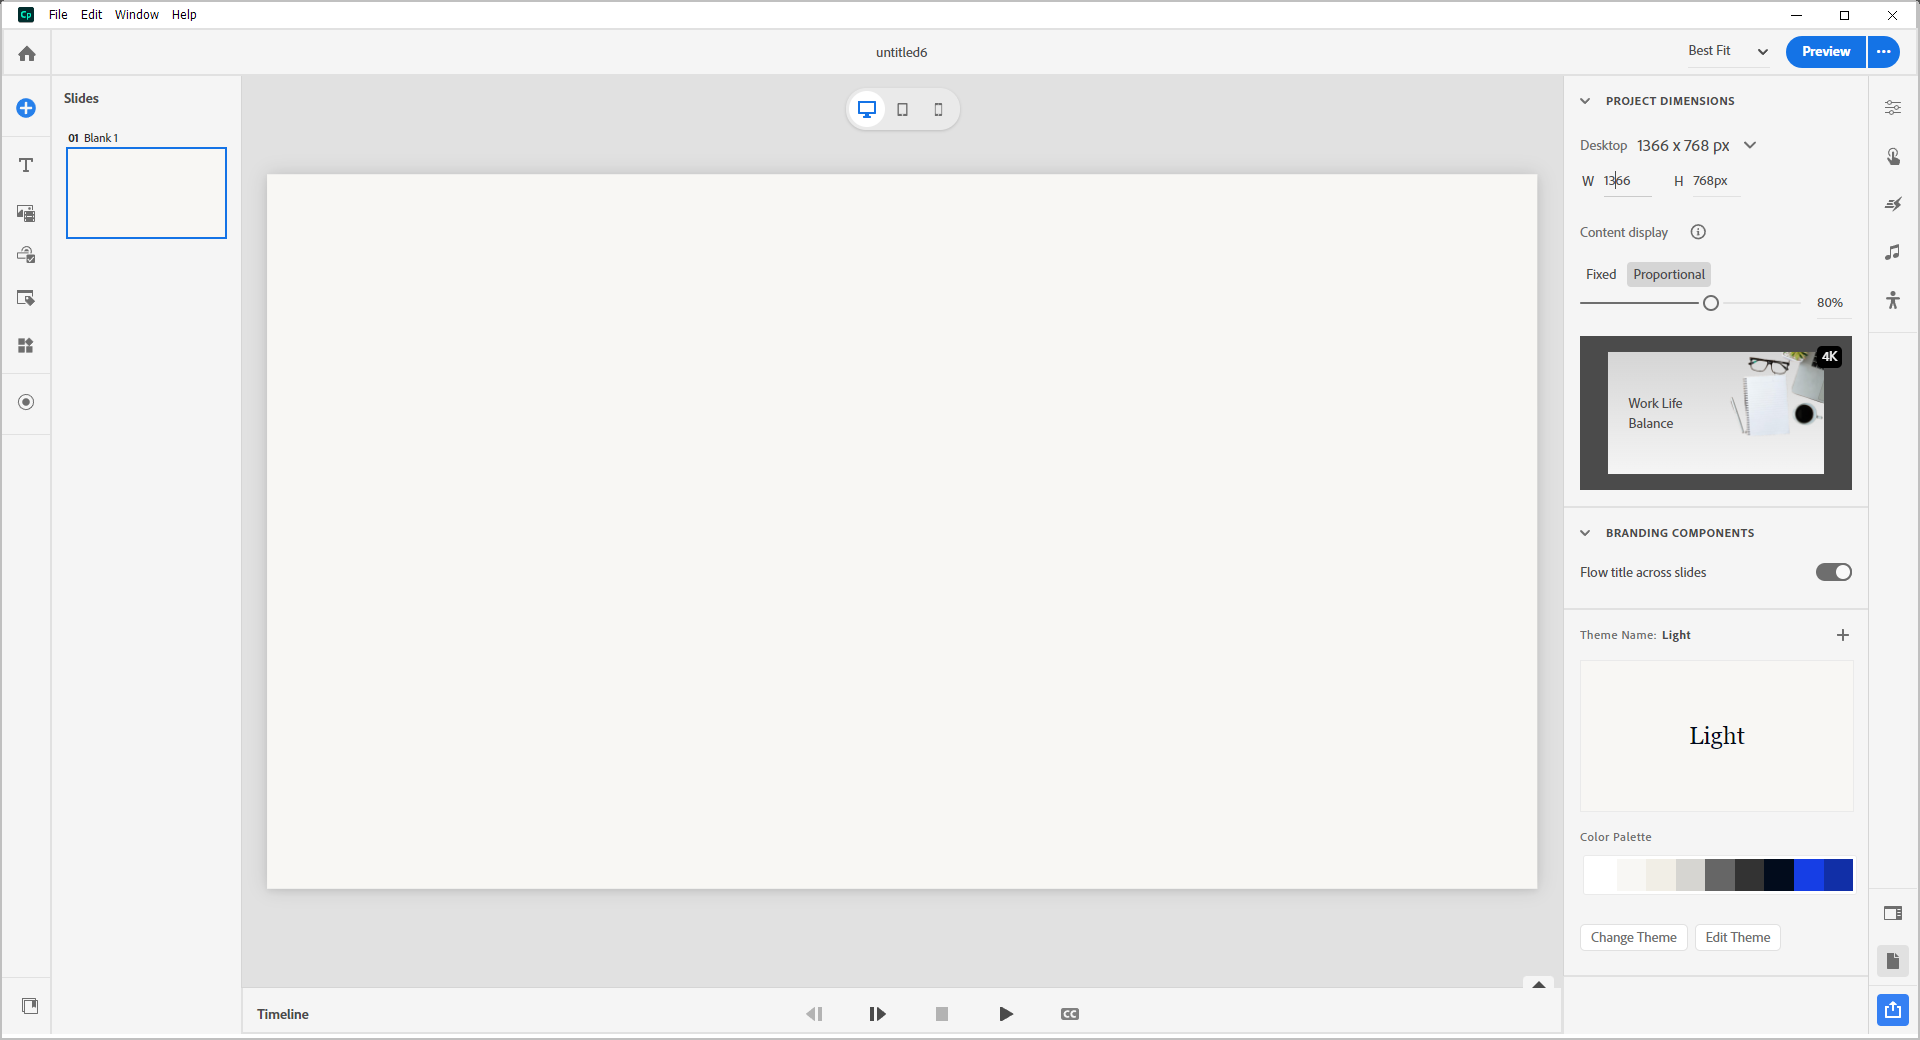 Cp File Edit Window Help
untitled6
Best Fit
Preview
Slides
01 Blank 1
PROJECT DIMENSIONS
Desktop 1366 x 768 px
W 1366 H 768px
Content display
Fixed Proportional
80%
4K
Work Life
Balance
BRANDING COMPONENTS
Flow title across slides
Theme Name: Light
Light
Color Palette
Change Theme Edit Theme
Timeline
CC